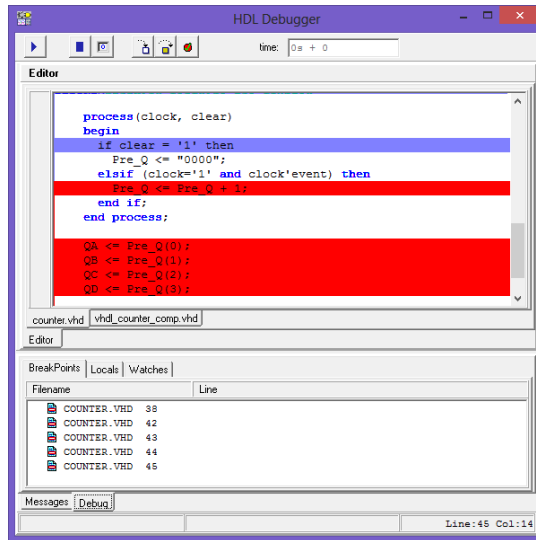 HDL Debugger
time: 0s + 0
Editor
process(clock, clear)
begin
if clear = '1' then
Pre_Q <= "0000";
elsif (clock='1' and clock'event) then
Pre_Q <= Pre_Q + 1;
end if;
end process;
QA <= Pre_Q(0);
QB <= Pre_Q(1);
QC <= Pre_Q(2);
QD <= Pre_Q(3);
counter.vhd vhdl_counter_comp.vhd
Editor
BreakPoints Locals Watches
Filename Line
COUNTER.VHD 38
COUNTER.VHD 42
COUNTER.VHD 43
COUNTER.VHD 44
COUNTER.VHD 45
Messages Debug
Line:45 Col:14